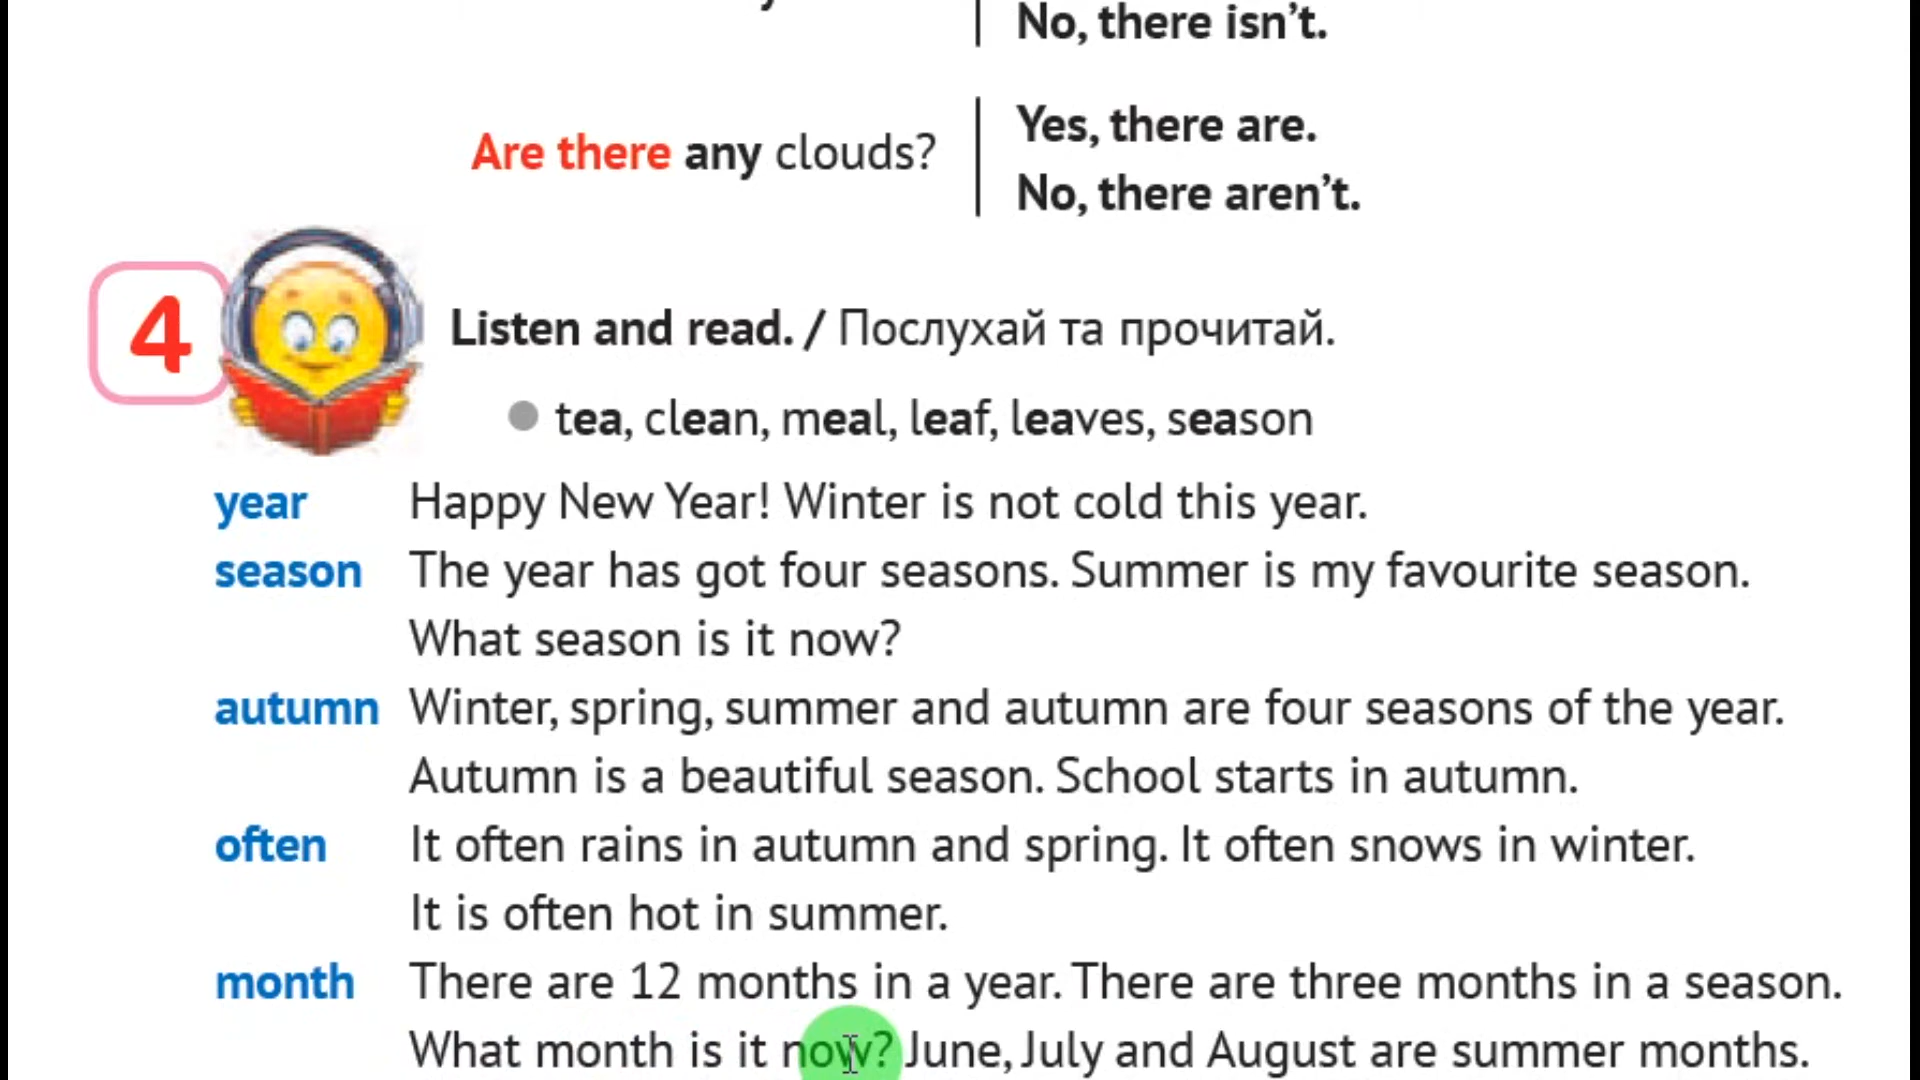 No, there isn't.
Yes, there are.
Are there any clouds?
No, there aren't.
4
Listen and read. / Послухай та прочитай.
tea, clean, meal, leaf, leaves, season
year Happy New Year! Winter is not cold this year.
season The year has got four seasons. Summer is my favourite season.
What season is it now?
autumn Winter, spring, summer and autumn are four seasons of the year.
Autumn is a beautiful season. School starts in autumn.
often It often rains in autumn and spring. It often snows in winter.
It is often hot in summer.
month There are 12 months in a year. There are three months in a season.
What month is it now? June, July and August are summer months.